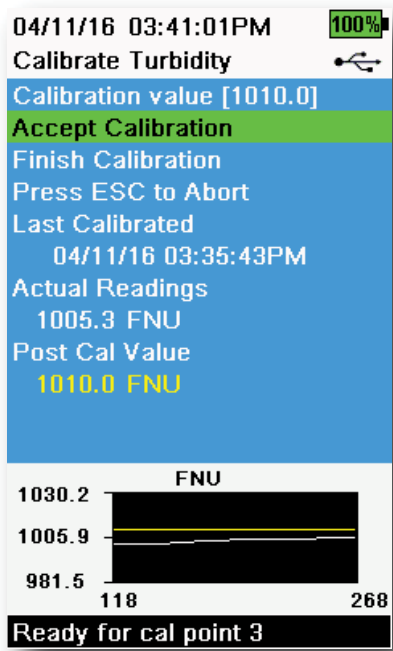 04/11/16 03:41:01PM 100%
Calibrate Turbidity
Calibration value [1010.0]
Accept Calibration
Finish Calibration
Press ESC to Abort
Last Calibrated
04/11/16 03:35:43PM
Actual Readings
1005.3 FNU
Post Cal Value
1010.0 FNU
FNU
1030.2
1005.9
981.5
118 268
Ready for cal point 3